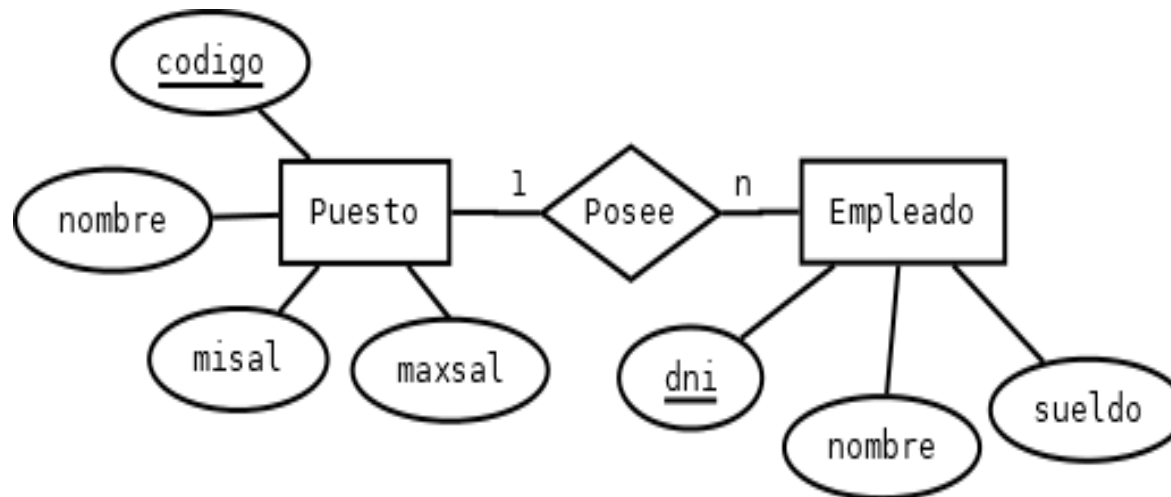 codigo
nombre
Puesto
1
Posee
n
Empleado
misal
maxsal
dni
nombre
sueldo